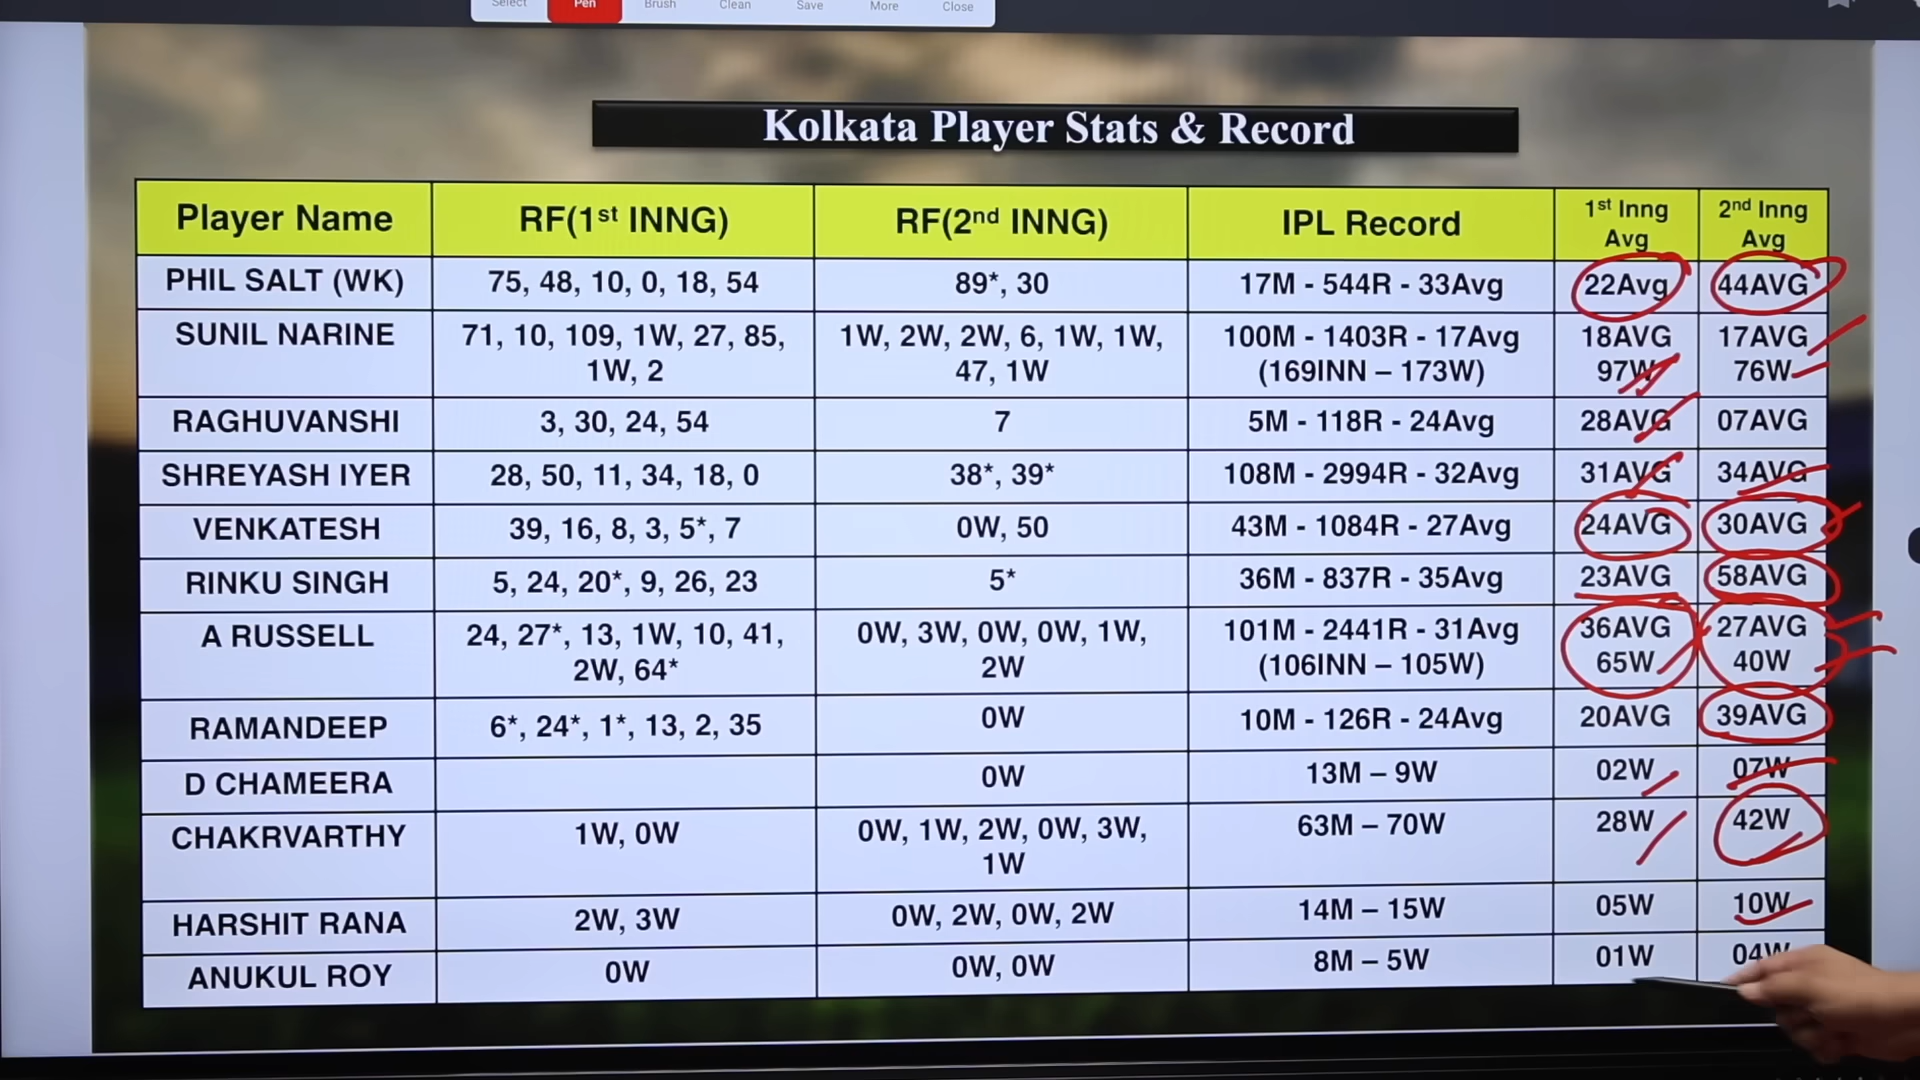 Select Pen Brush Clean Save More Close
Kolkata Player Stats & Record
Player Name RF(1st INNG) RF(2nd INNG) IPL Record 1st Inng Avg 2nd Inng Avg
PHIL SALT (WK) 75, 48, 10, 0, 18, 54 89*, 30 17M - 544R - 33Avg 22Avg 44AVG
SUNIL NARINE 71, 10, 109, 1W, 27, 85, 1W, 2W, 2W, 6, 1W, 1W, 100M - 1403R - 17Avg 18AVG 17AVG
1W, 2 47, 1W (169INN – 173W) 97W 76W
RAGHUVANSHI 3, 30, 24, 54 7 5M - 118R - 24Avg 28AVG 07AVG
SHREYASH IYER 28, 50, 11, 34, 18, 0 38*, 39* 108M - 2994R - 32Avg 31AVG 34AVG
VENKATESH 39, 16, 8, 3, 5*, 7 0W, 50 43M - 1084R - 27Avg 24AVG 30AVG
RINKU SINGH 5, 24, 20*, 9, 26, 23 5* 36M - 837R - 35Avg 23AVG 58AVG
A RUSSELL 24, 27*, 13, 1W, 10, 41, 0W, 3W, 0W, 0W, 1W, 101M - 2441R - 31Avg 36AVG 27AVG
2W, 64* 2W (106INN – 105W) 65W 40W
RAMANDEEP 6*, 24*, 1*, 13, 2, 35 0W 10M - 126R - 24Avg 20AVG 39AVG
D CHAMEERA 0W 13M – 9W 02W 07W
CHAKRVARTHY 1W, 0W 0W, 1W, 2W, 0W, 3W, 63M – 70W 28W 42W
1W
HARSHIT RANA 2W, 3W 0W, 2W, 0W, 2W 14M – 15W 05W 10W
ANUKUL ROY 0W 0W, 0W 8M – 5W 01W 04W